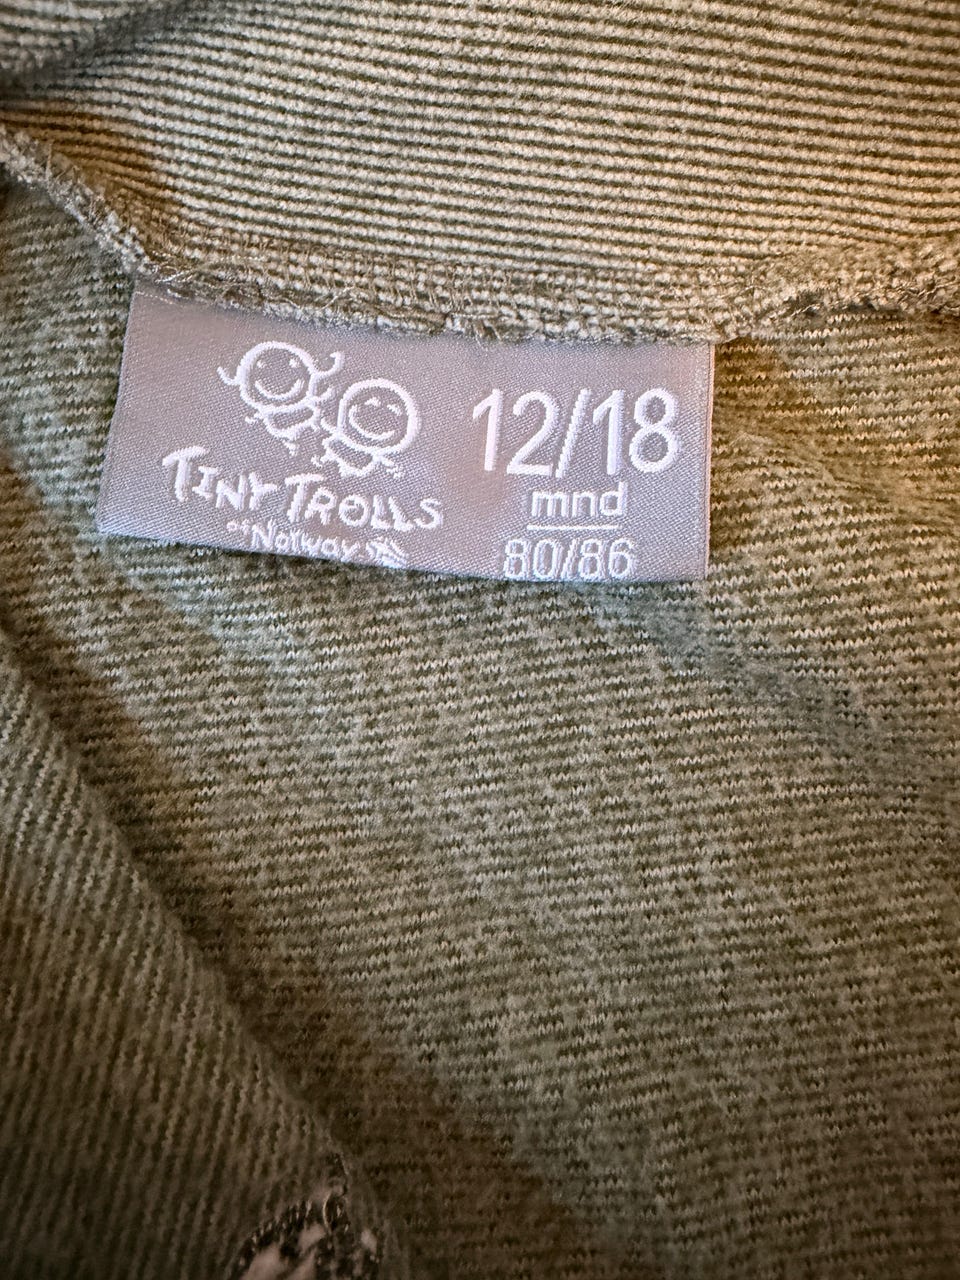 TINY TROLLS
of Norway
12/18
mnd
80/86